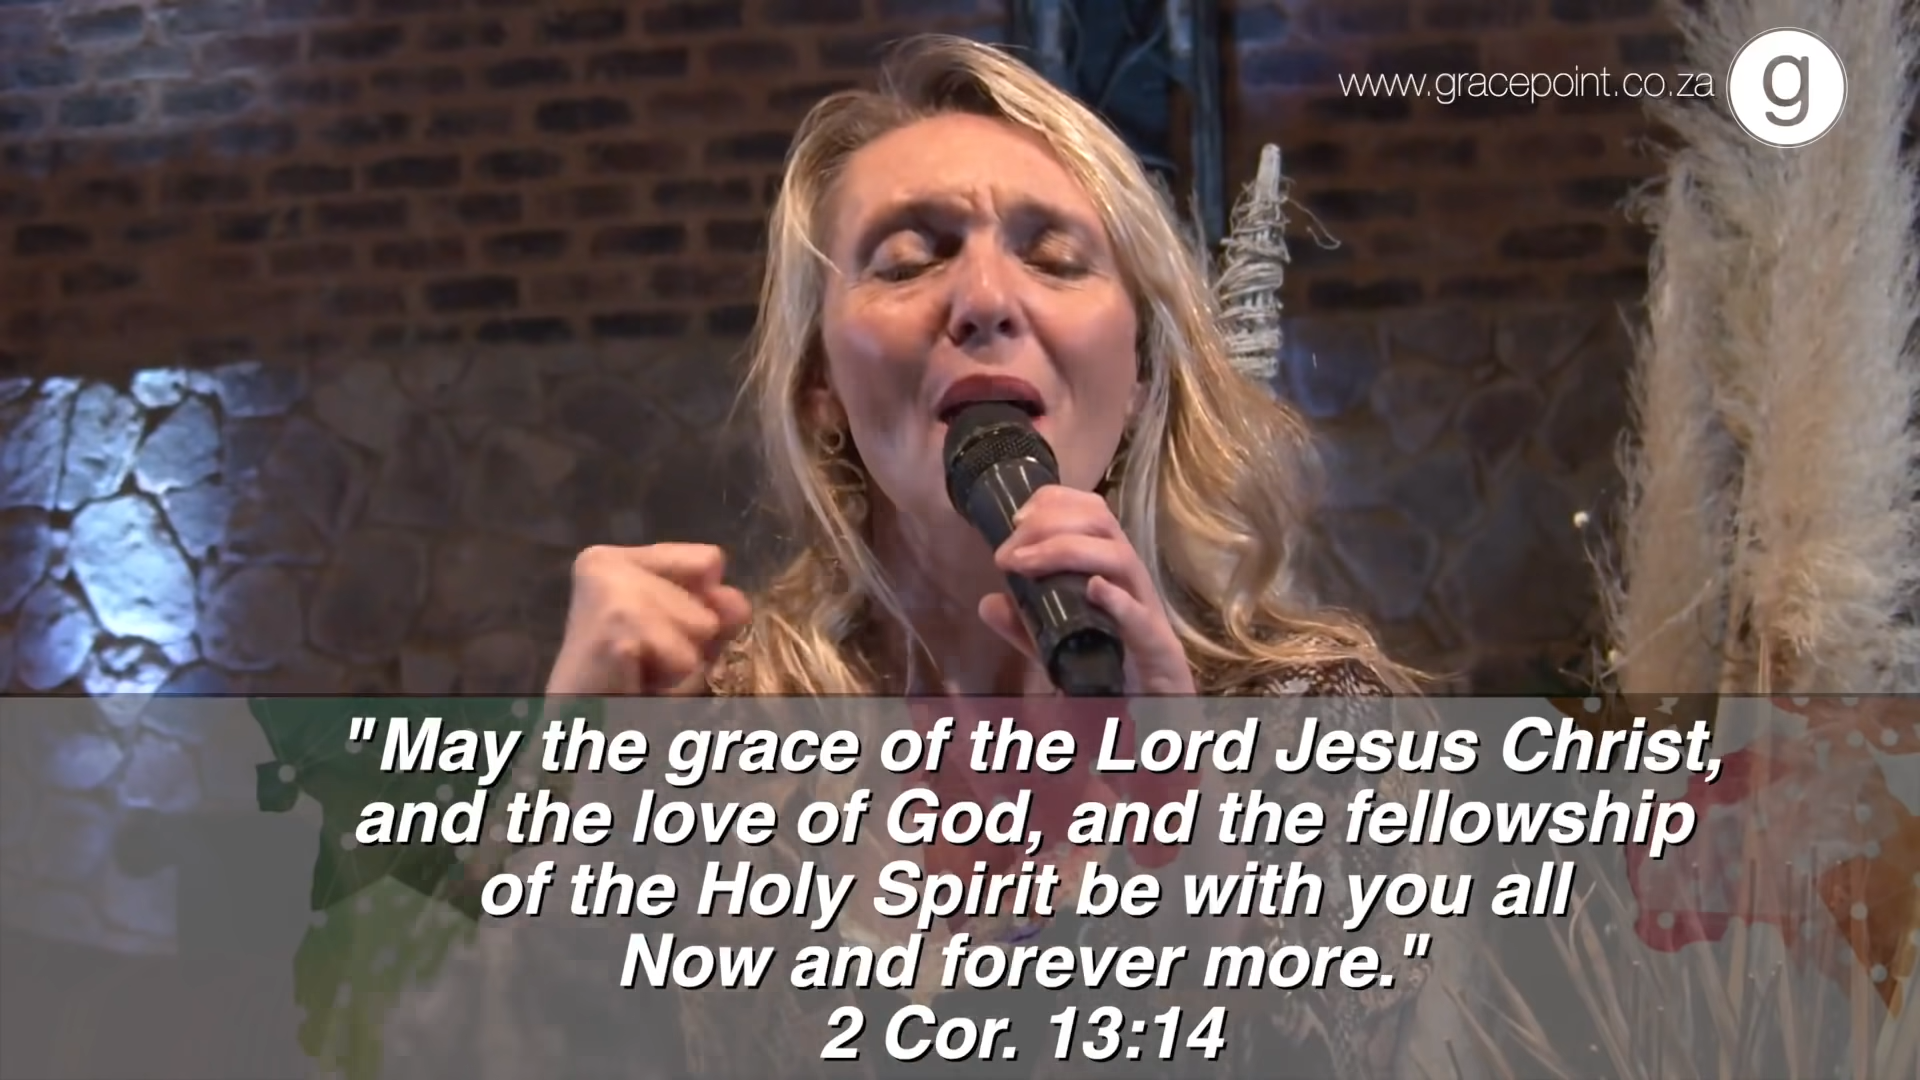 www.gracepoint.co.za g
"May the grace of the Lord Jesus Christ,
and the love of God, and the fellowship
of the Holy Spirit be with you all
Now and forever more."
2 Cor. 13:14